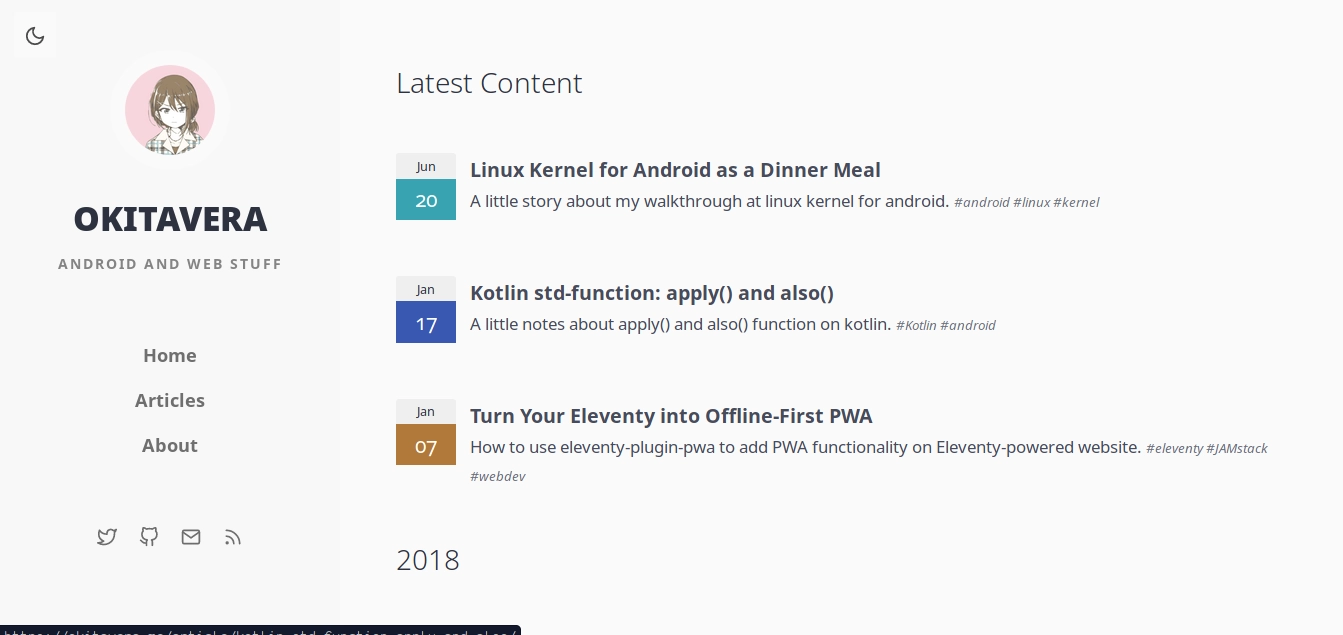 OKITAVERA
ANDROID AND WEB STUFF
Home
Articles
About
Latest Content
Jun
20
Linux Kernel for Android as a Dinner Meal
A little story about my walkthrough at linux kernel for android. #android #linux #kernel
Jan
17
Kotlin std-function: apply() and also()
A little notes about apply() and also() function on kotlin. #Kotlin #android
Jan
07
Turn Your Eleventy into Offline-First PWA
How to use eleventy-plugin-pwa to add PWA functionality on Eleventy-powered website. #eleventy #JAMstack
#webdev
2018